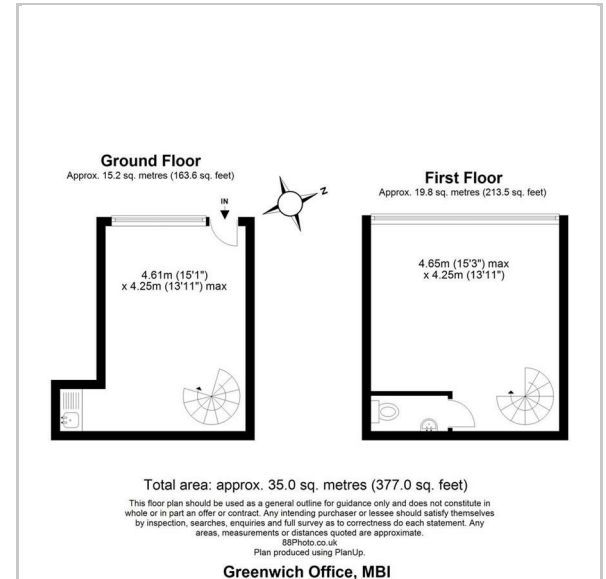 Ground Floor
Approx. 15.2 sq. metres (163.6 sq. feet)
IN
N
4.61m (15'1")
x 4.25m (13'11") max
First Floor
Approx. 19.8 sq. metres (213.5 sq. feet)
4.65m (15'3") max
x 4.25m (13'11")
Total area: approx. 35.0 sq. metres (377.0 sq. feet)
This floor plan should be used as a general outline for guidance only and does not constitute in
whole or in part an offer or contract. Any intending purchaser or lessee should satisfy themselves
by inspection, searches, enquiries and full survey as to correctness do each statement. Any
areas, measurements or distances quoted are approximate.
88Photo.co.uk
Plan produced using PlanUp.
Greenwich Office, MBI